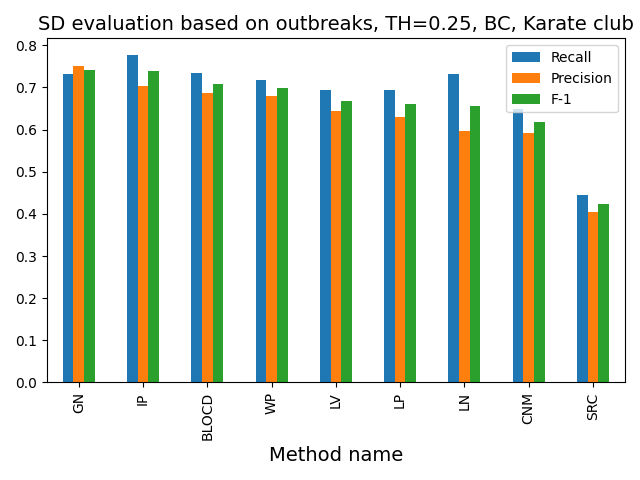 SD evaluation based on outbreaks, TH=0.25, BC, Karate club
0.8
0.7
0.6
0.5
0.4
0.3
0.2
0.1
0.0
Recall
Precision
F-1
GN
IP
BLOCD
WP
LV
LP
LN
CNM
SRC
Method name